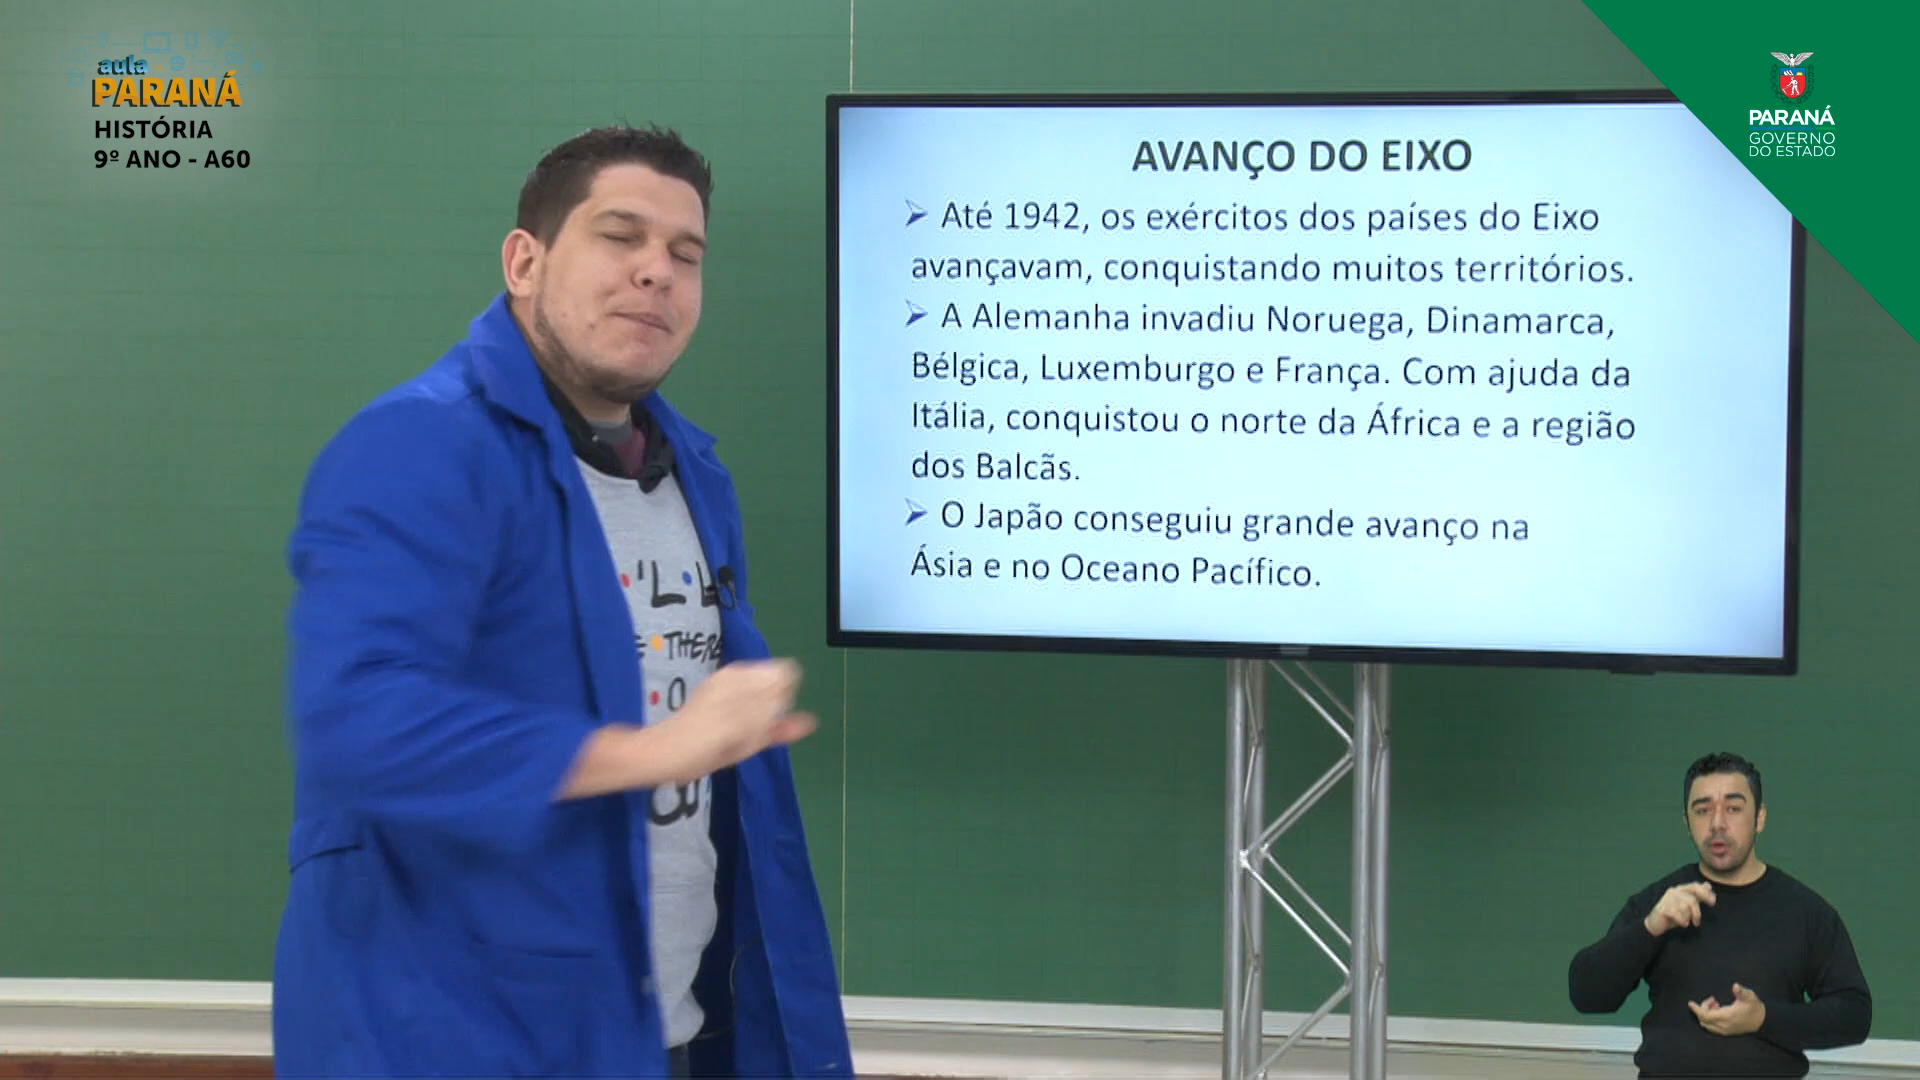 aula
PARANÁ
HISTÓRIA
9º ANO - A60
PARANÁ
GOVERNO
DO ESTADO
AVANÇO DO EIXO
Até 1942, os exércitos dos países do Eixo
avançavam, conquistando muitos territórios.
A Alemanha invadiu Noruega, Dinamarca,
Bélgica, Luxemburgo e França. Com ajuda da
Itália, conquistou o norte da África e a região
dos Balcãs.
O Japão conseguiu grande avanço na
Ásia e no Oceano Pacífico.
'L•L
THERE